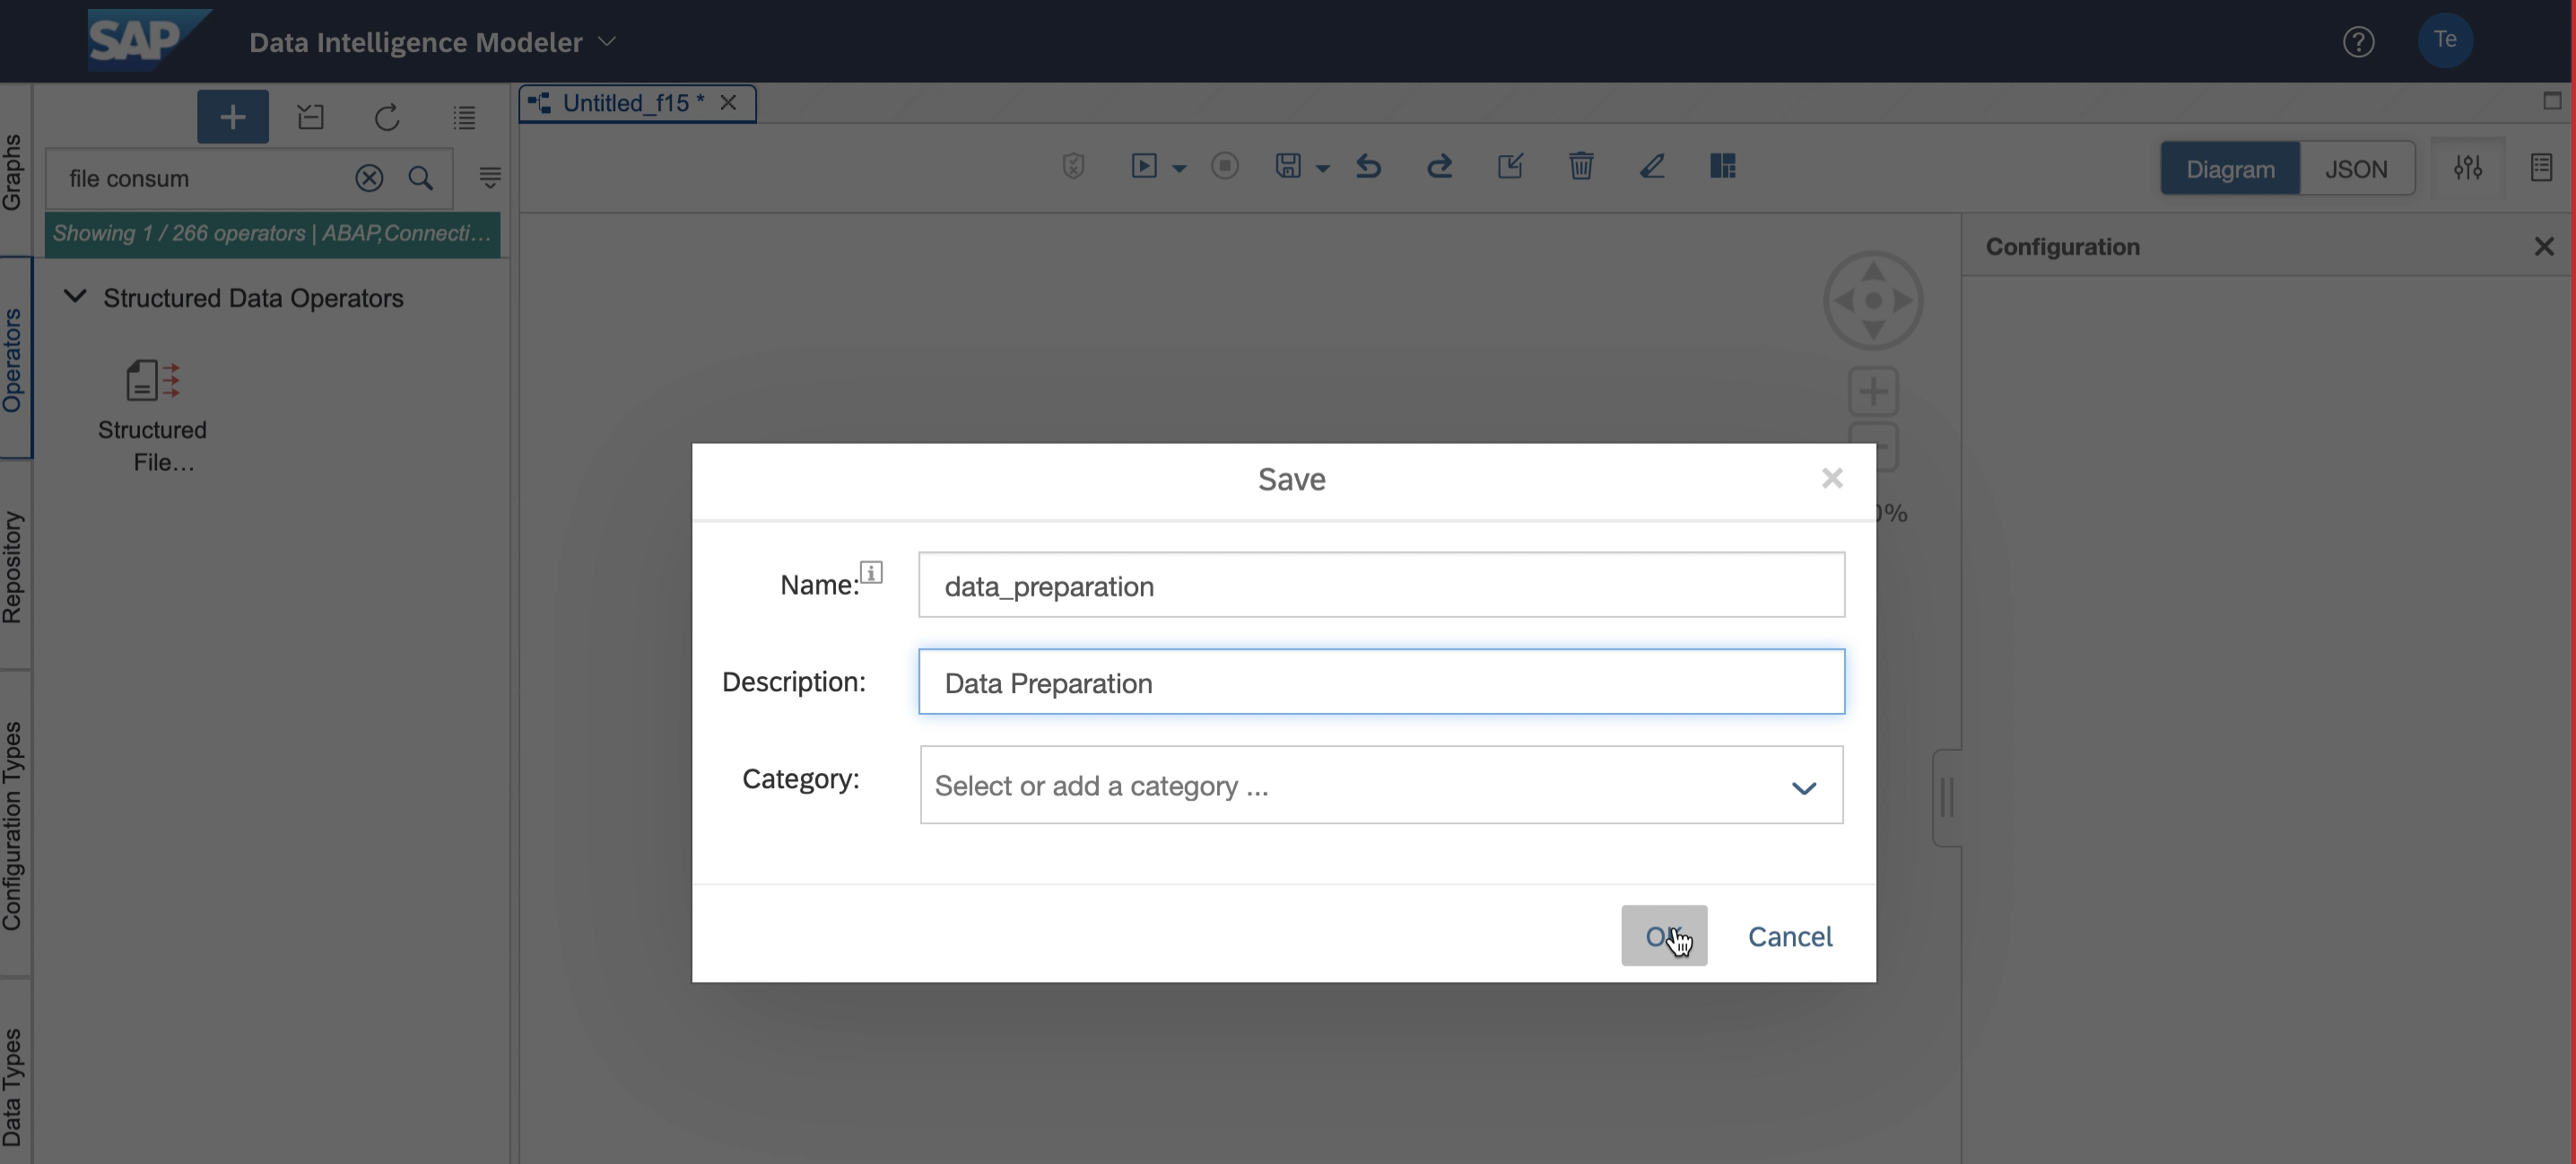 SAP
Data Intelligence Modeler
Te
Graphs
Operators
Repository
Configuration Types
Data Types
file consum
Showing 1 / 266 operators | ABAP,Connecti...
Structured Data Operators
Structured
File...
Untitled_f15 *
Diagram
JSON
Configuration
Save
Name:
data_preparation
Description:
Data Preparation
Category:
Select or add a category ...
Cancel